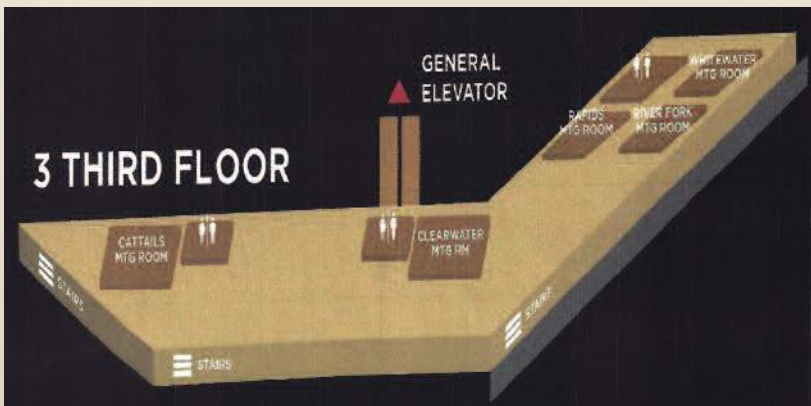 GENERAL
ELEVATOR
WHITEWATER
MTG ROOM
RAPIDS
MTG ROOM
RIVER FORK
MTG ROOM
3 THIRD FLOOR
CATTAILS
MTG ROOM
CLEARWATER
MTG RM
STAIRS
STAIRS
STAIRS